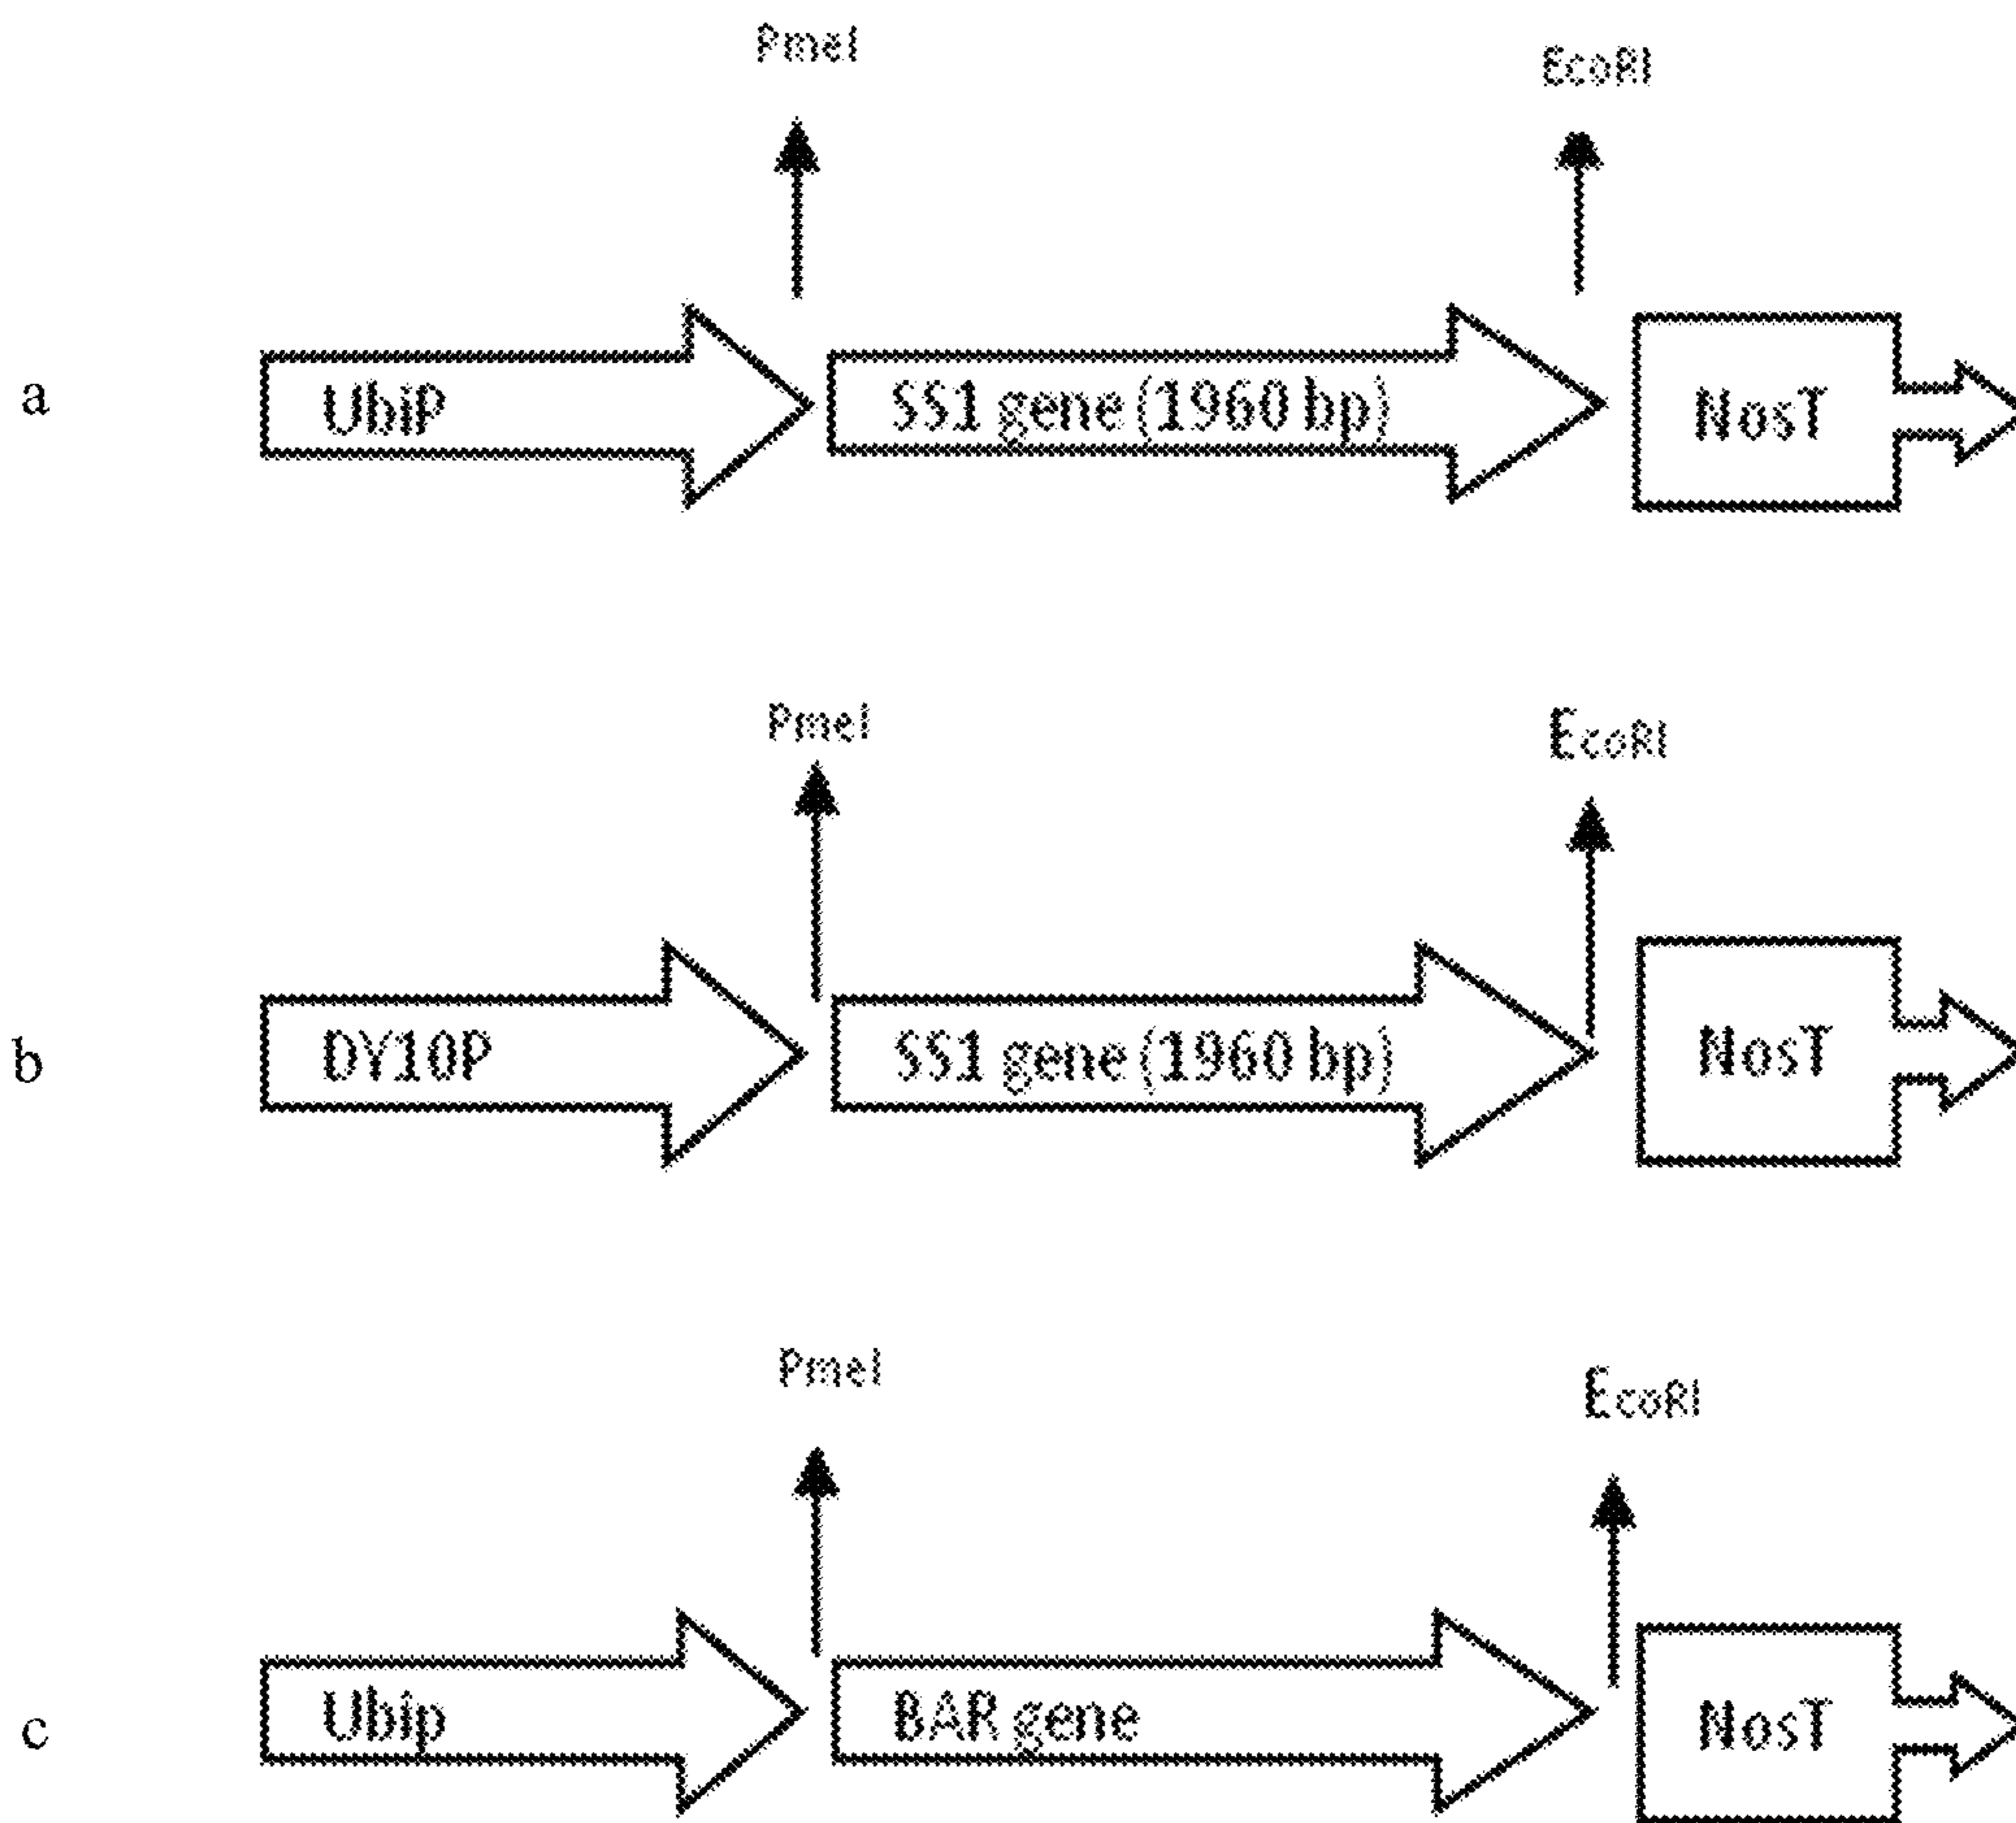 PmeI EcoRI
a UbiP SS1 gene (1960 bp) NosT
PmeI EcoRI
b DY10P SS1 gene (1960 bp) NosT
PmeI EcoRI
c Ubip BAR gene NosT